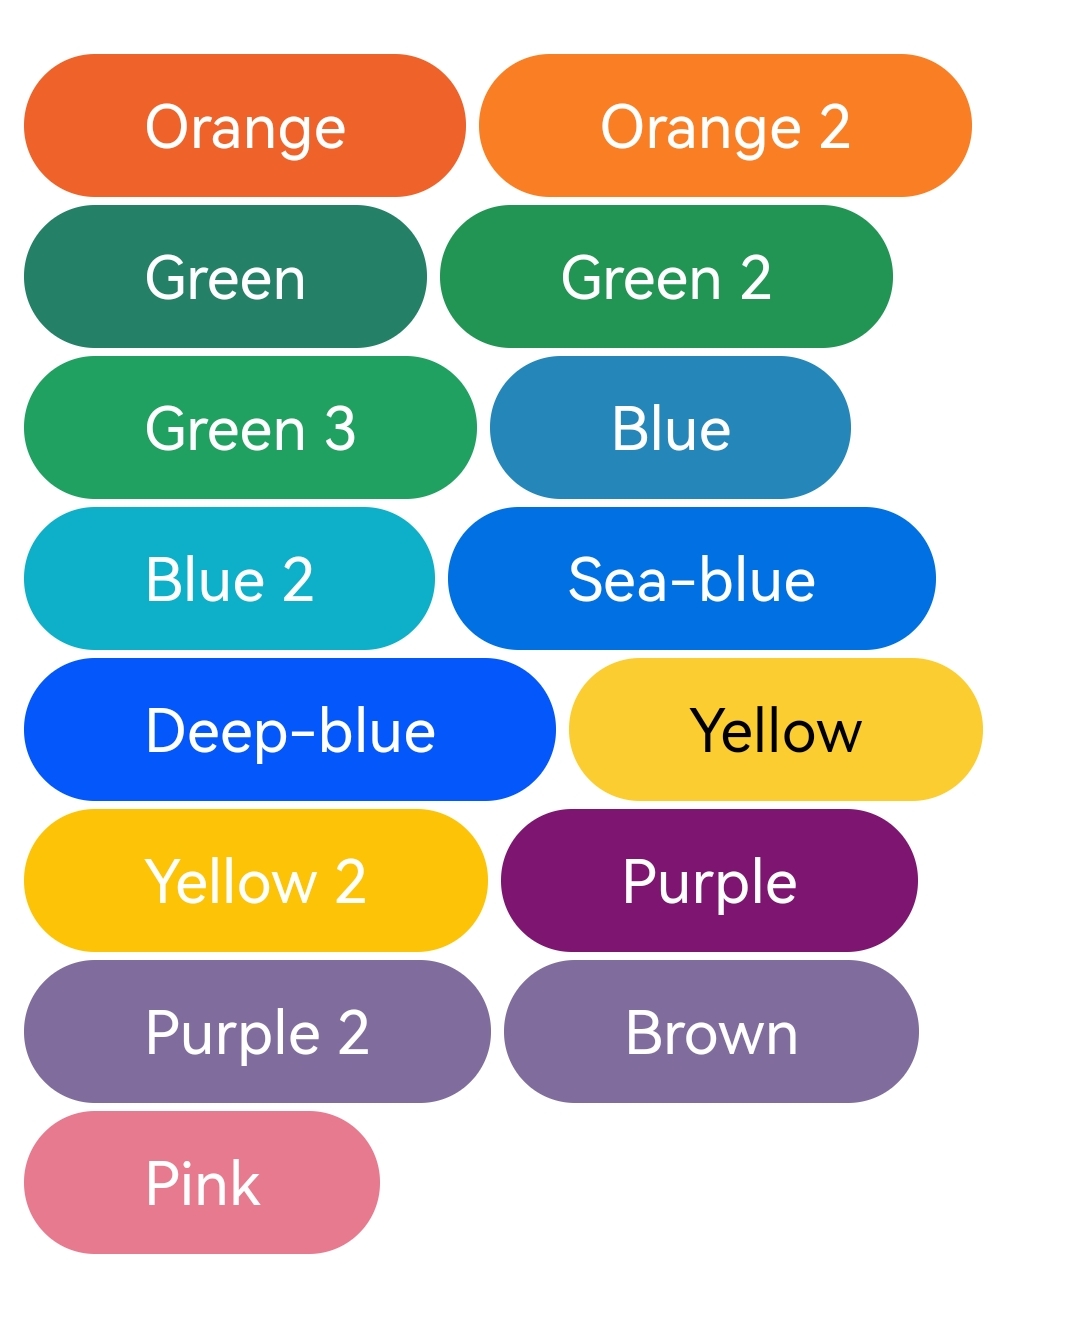 Orange Orange 2
Green Green 2
Green 3 Blue
Blue 2 Sea-blue
Deep-blue Yellow
Yellow 2 Purple
Purple 2 Brown
Pink